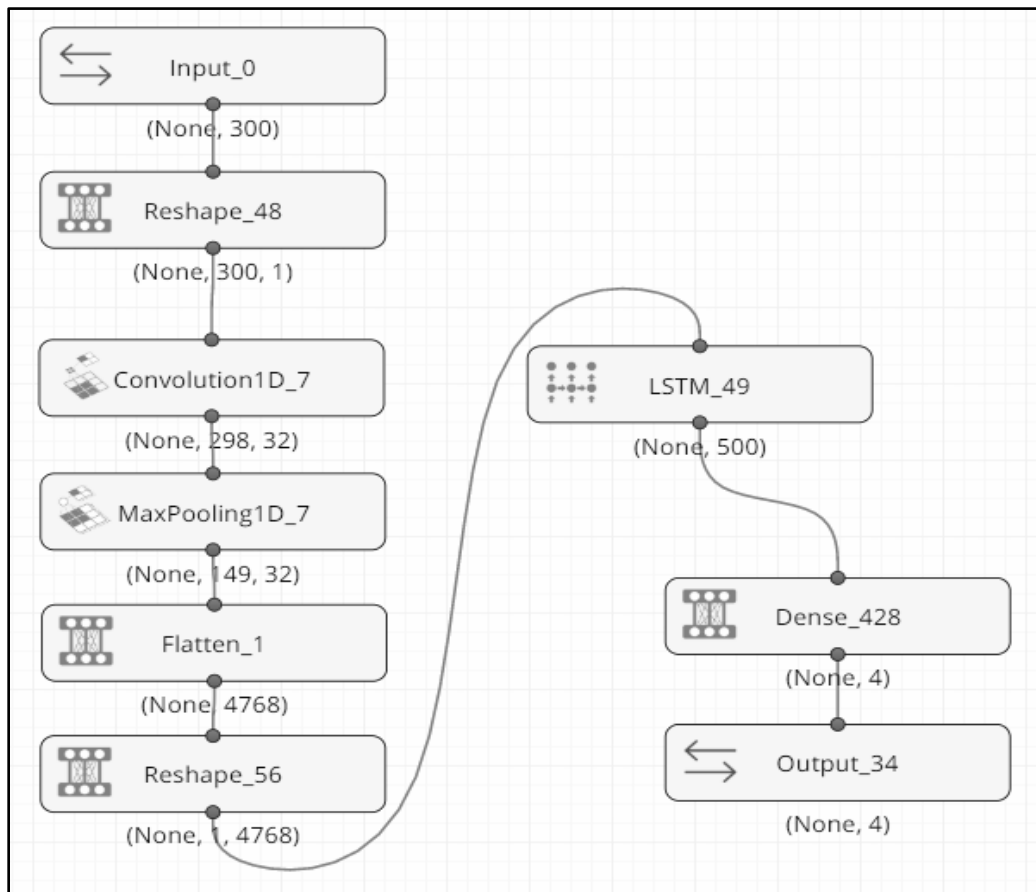 Input_0
(None, 300)
Reshape_48
(None, 300, 1)
Convolution1D_7
(None, 298, 32)
MaxPooling1D_7
(None, 149, 32)
Flatten_1
(None, 4768)
Reshape_56
(None, 1, 4768)
LSTM_49
(None, 500)
Dense_428
(None, 4)
Output_34
(None, 4)